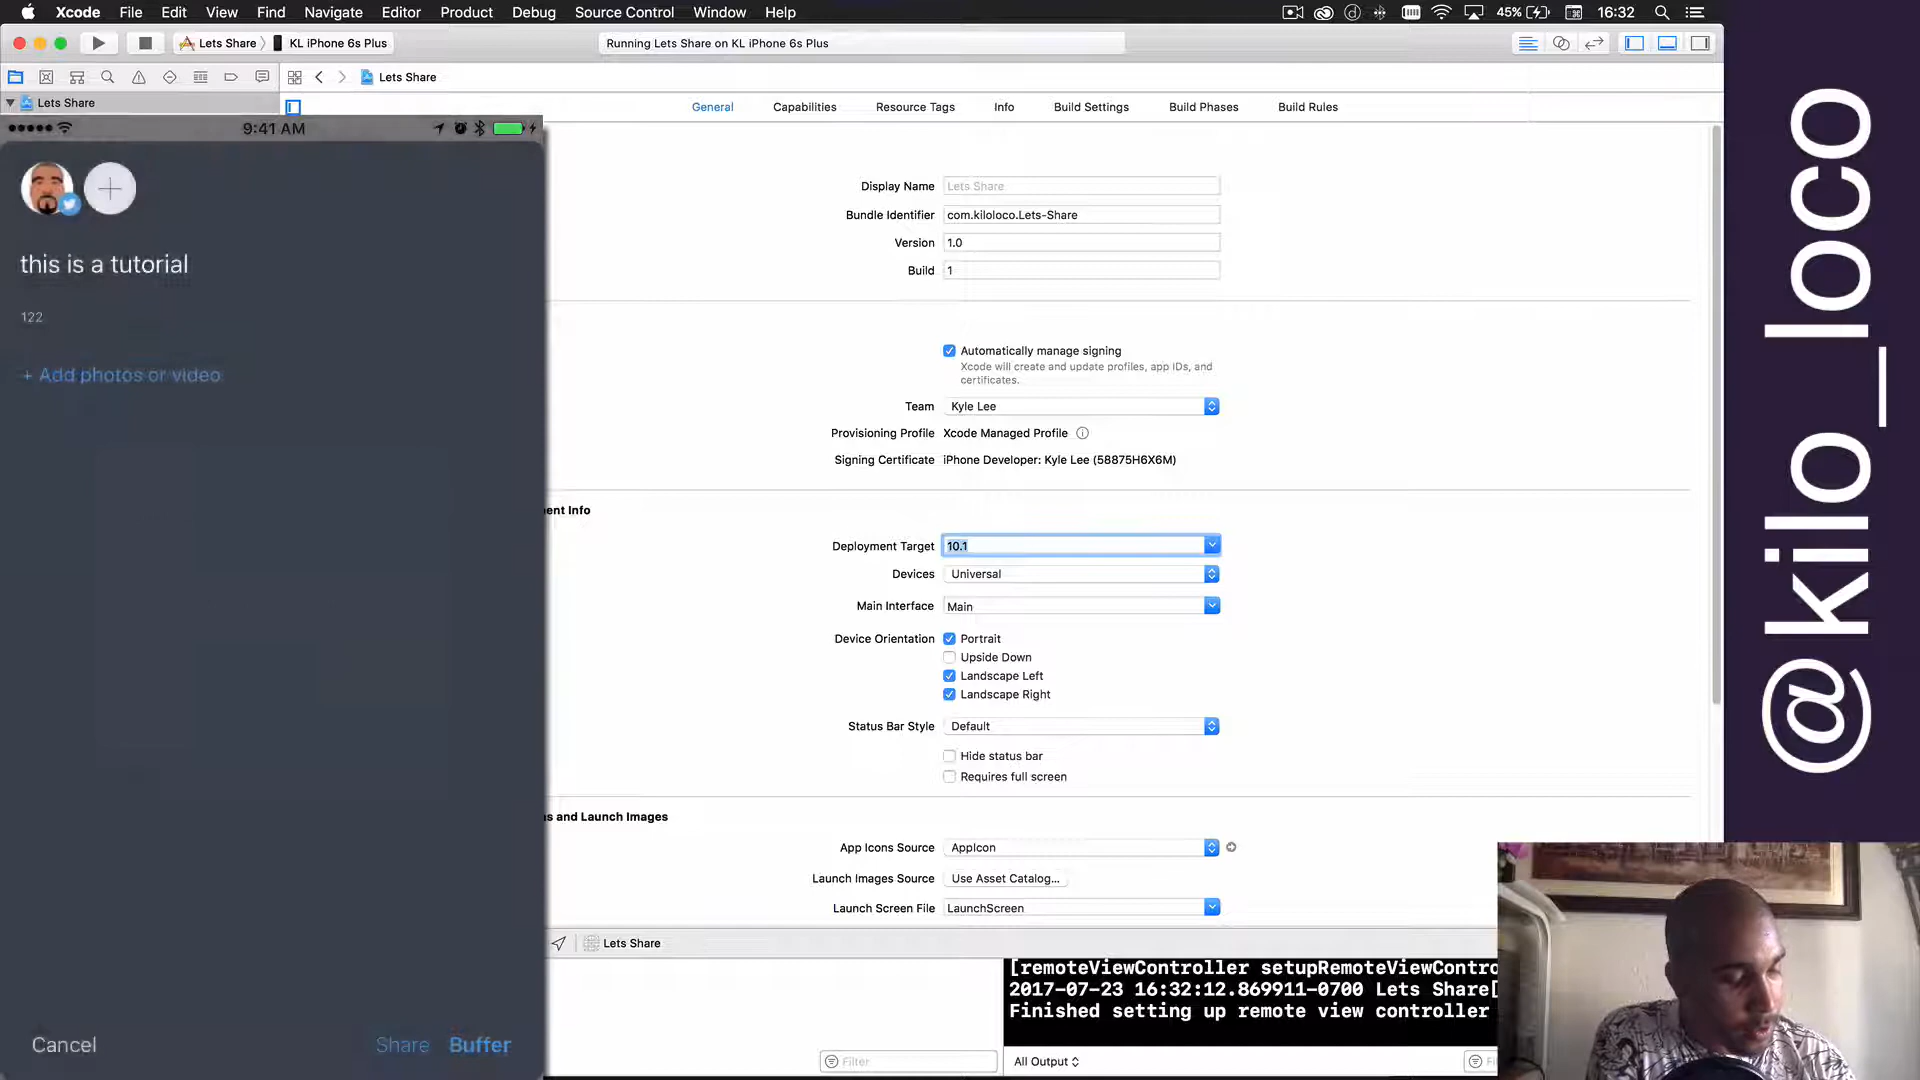 Xcode File Edit View Find Navigate Editor Product Debug Source Control Window Help 45% 16:32
Lets Share KL iPhone 6s Plus Running Lets Share on KL iPhone 6s Plus
Lets Share
Lets Share
General Capabilities Resource Tags Info Build Settings Build Phases Build Rules
9:41 AM
this is a tutorial
122
+ Add photos or video
Cancel Share Buffer
Display Name Lets Share
Bundle Identifier com.kiloloco.Lets-Share
Version 1.0
Build 1
Automatically manage signing
Xcode will create and update profiles, app IDs, and
certificates.
Team Kyle Lee
Provisioning Profile Xcode Managed Profile
Signing Certificate iPhone Developer: Kyle Lee (58875H6X6M)
ent Info
Deployment Target 10.1
Devices Universal
Main Interface Main
Device Orientation Portrait
Upside Down
Landscape Left
Landscape Right
Status Bar Style Default
Hide status bar
Requires full screen
s and Launch Images
App Icons Source AppIcon
Launch Images Source Use Asset Catalog...
Launch Screen File LaunchScreen
Lets Share
[remoteViewController setupRemoteViewContro
2017-07-23 16:32:12.869911-0700 Lets Share[
Finished setting up remote view controller
Filter All Output
@kilo_loco